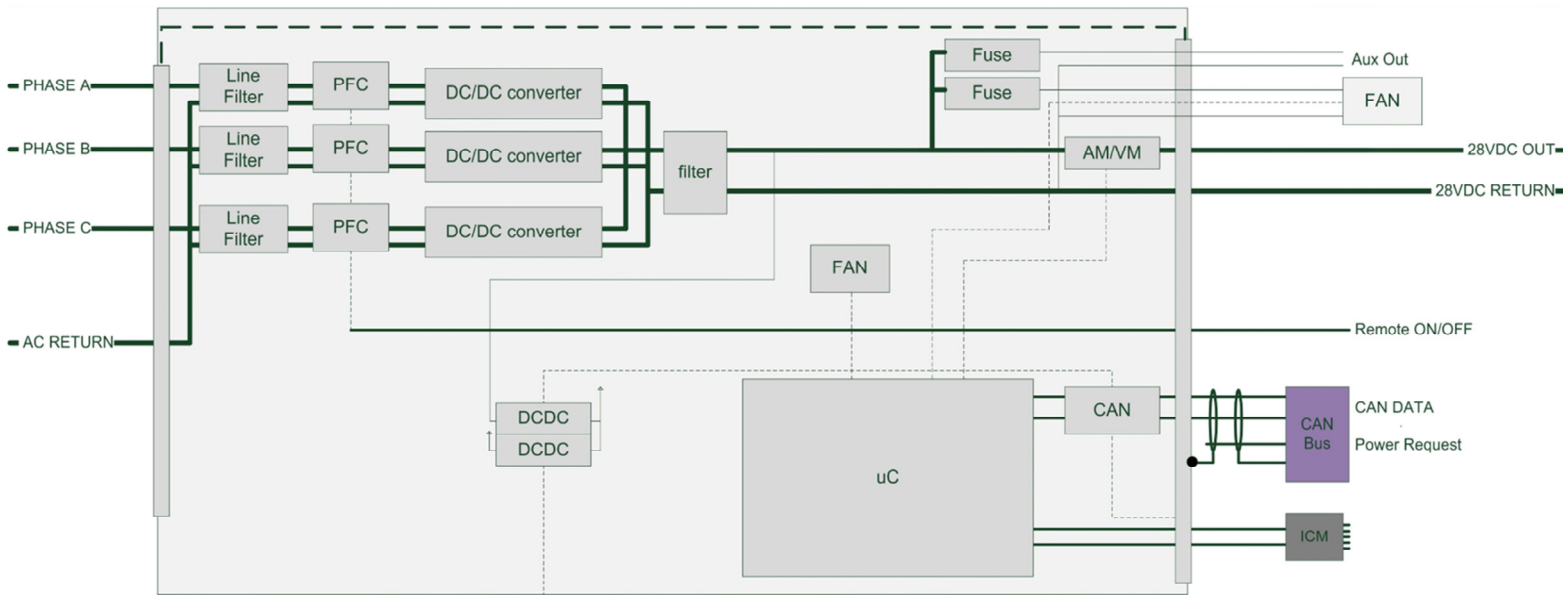 Fuse
Aux Out
PHASE A
Line
Filter
PFC
DC/DC converter
Fuse
FAN
PHASE B
Line
Filter
PFC
DC/DC converter
filter
AM/VM
28VDC OUT
28VDC RETURN
PHASE C
Line
Filter
PFC
DC/DC converter
FAN
AC RETURN
Remote ON/OFF
DCDC
DCDC
uC
CAN
CAN
Bus
CAN DATA
Power Request
ICM